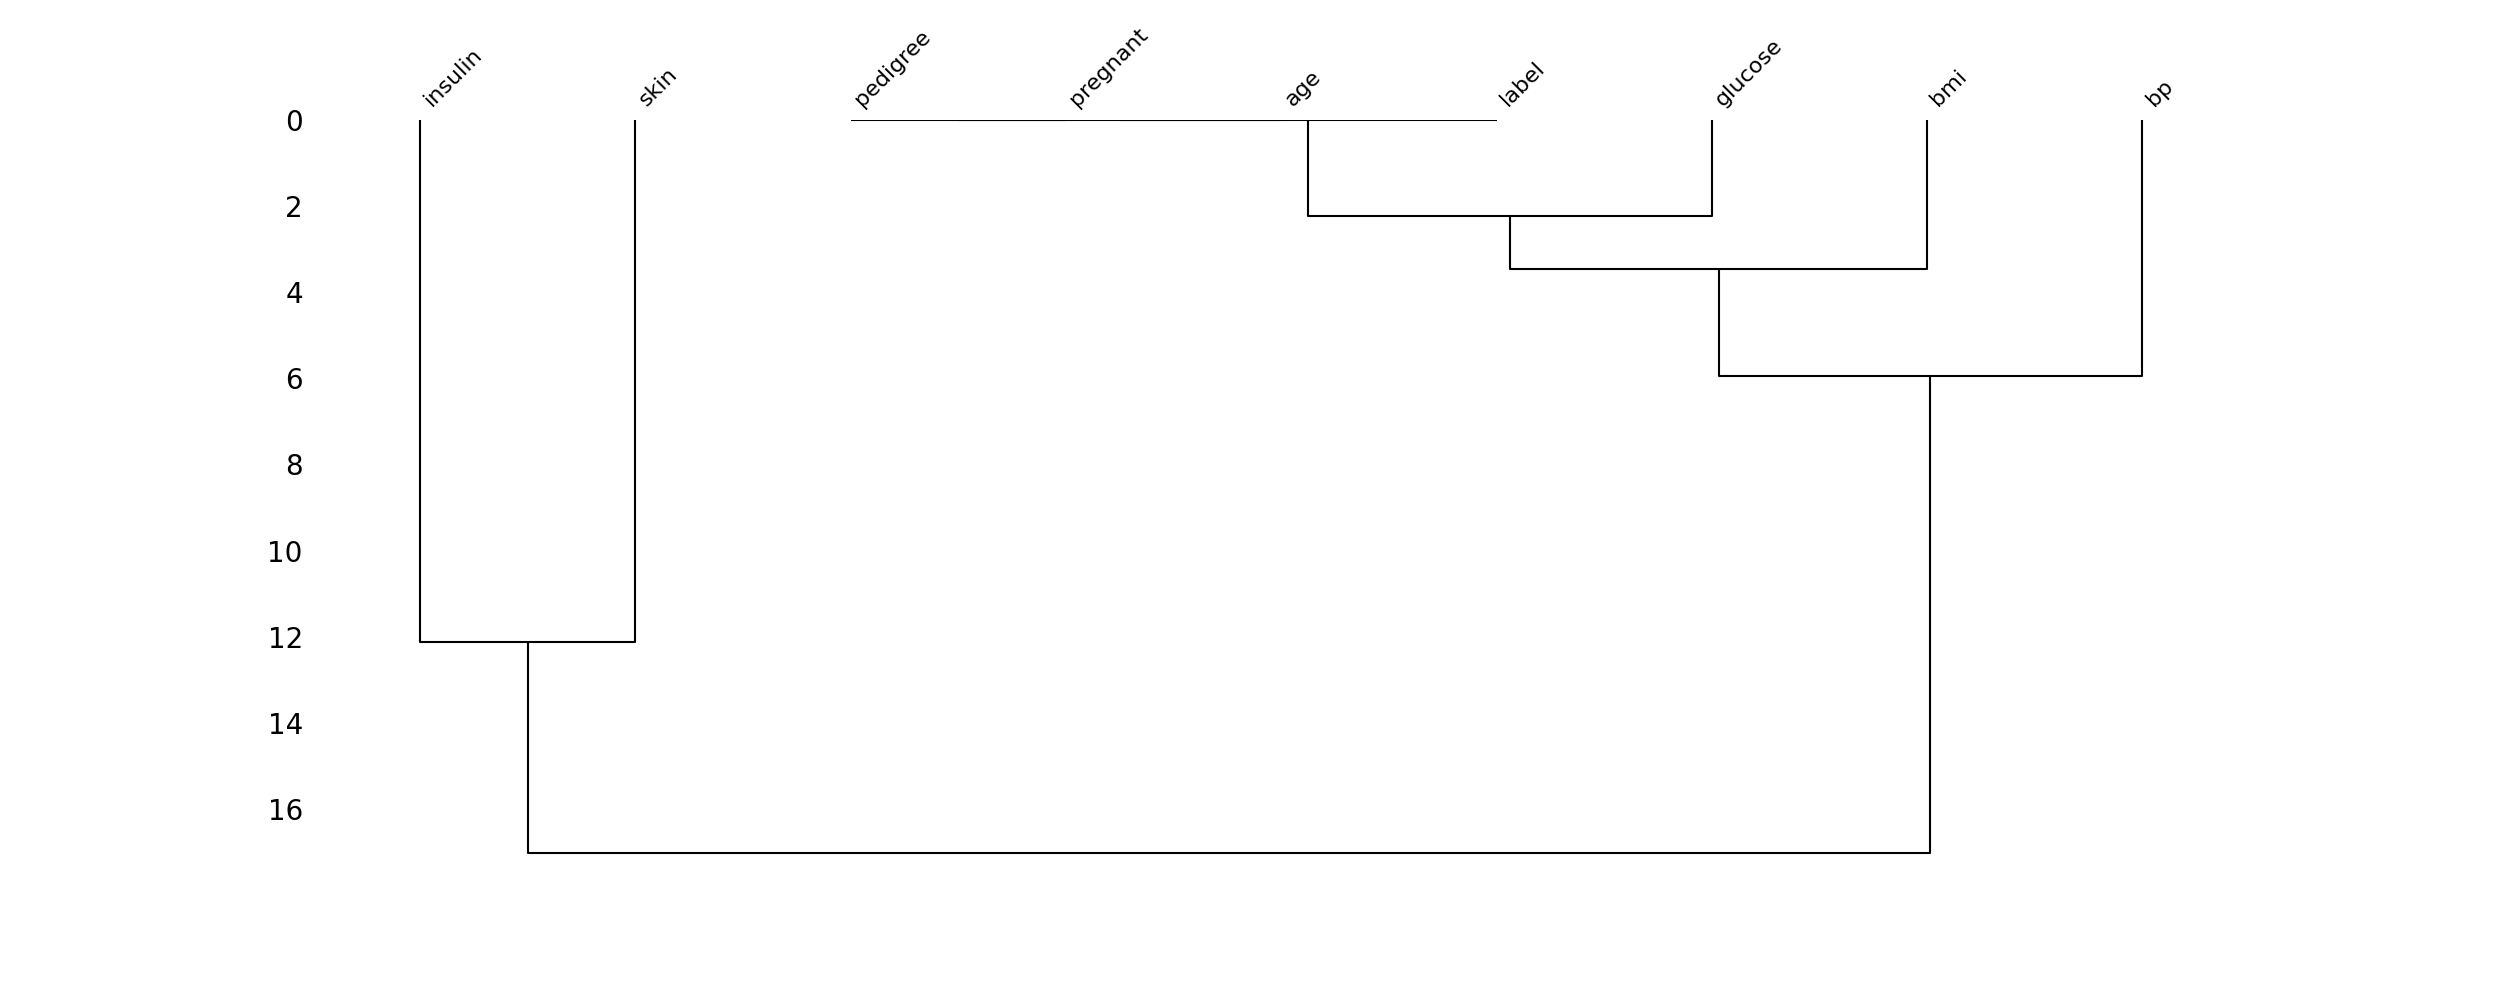 insulin
skin
pedigree
pregnant
age
label
glucose
bmi
bp
0
2
4
6
8
10
12
14
16